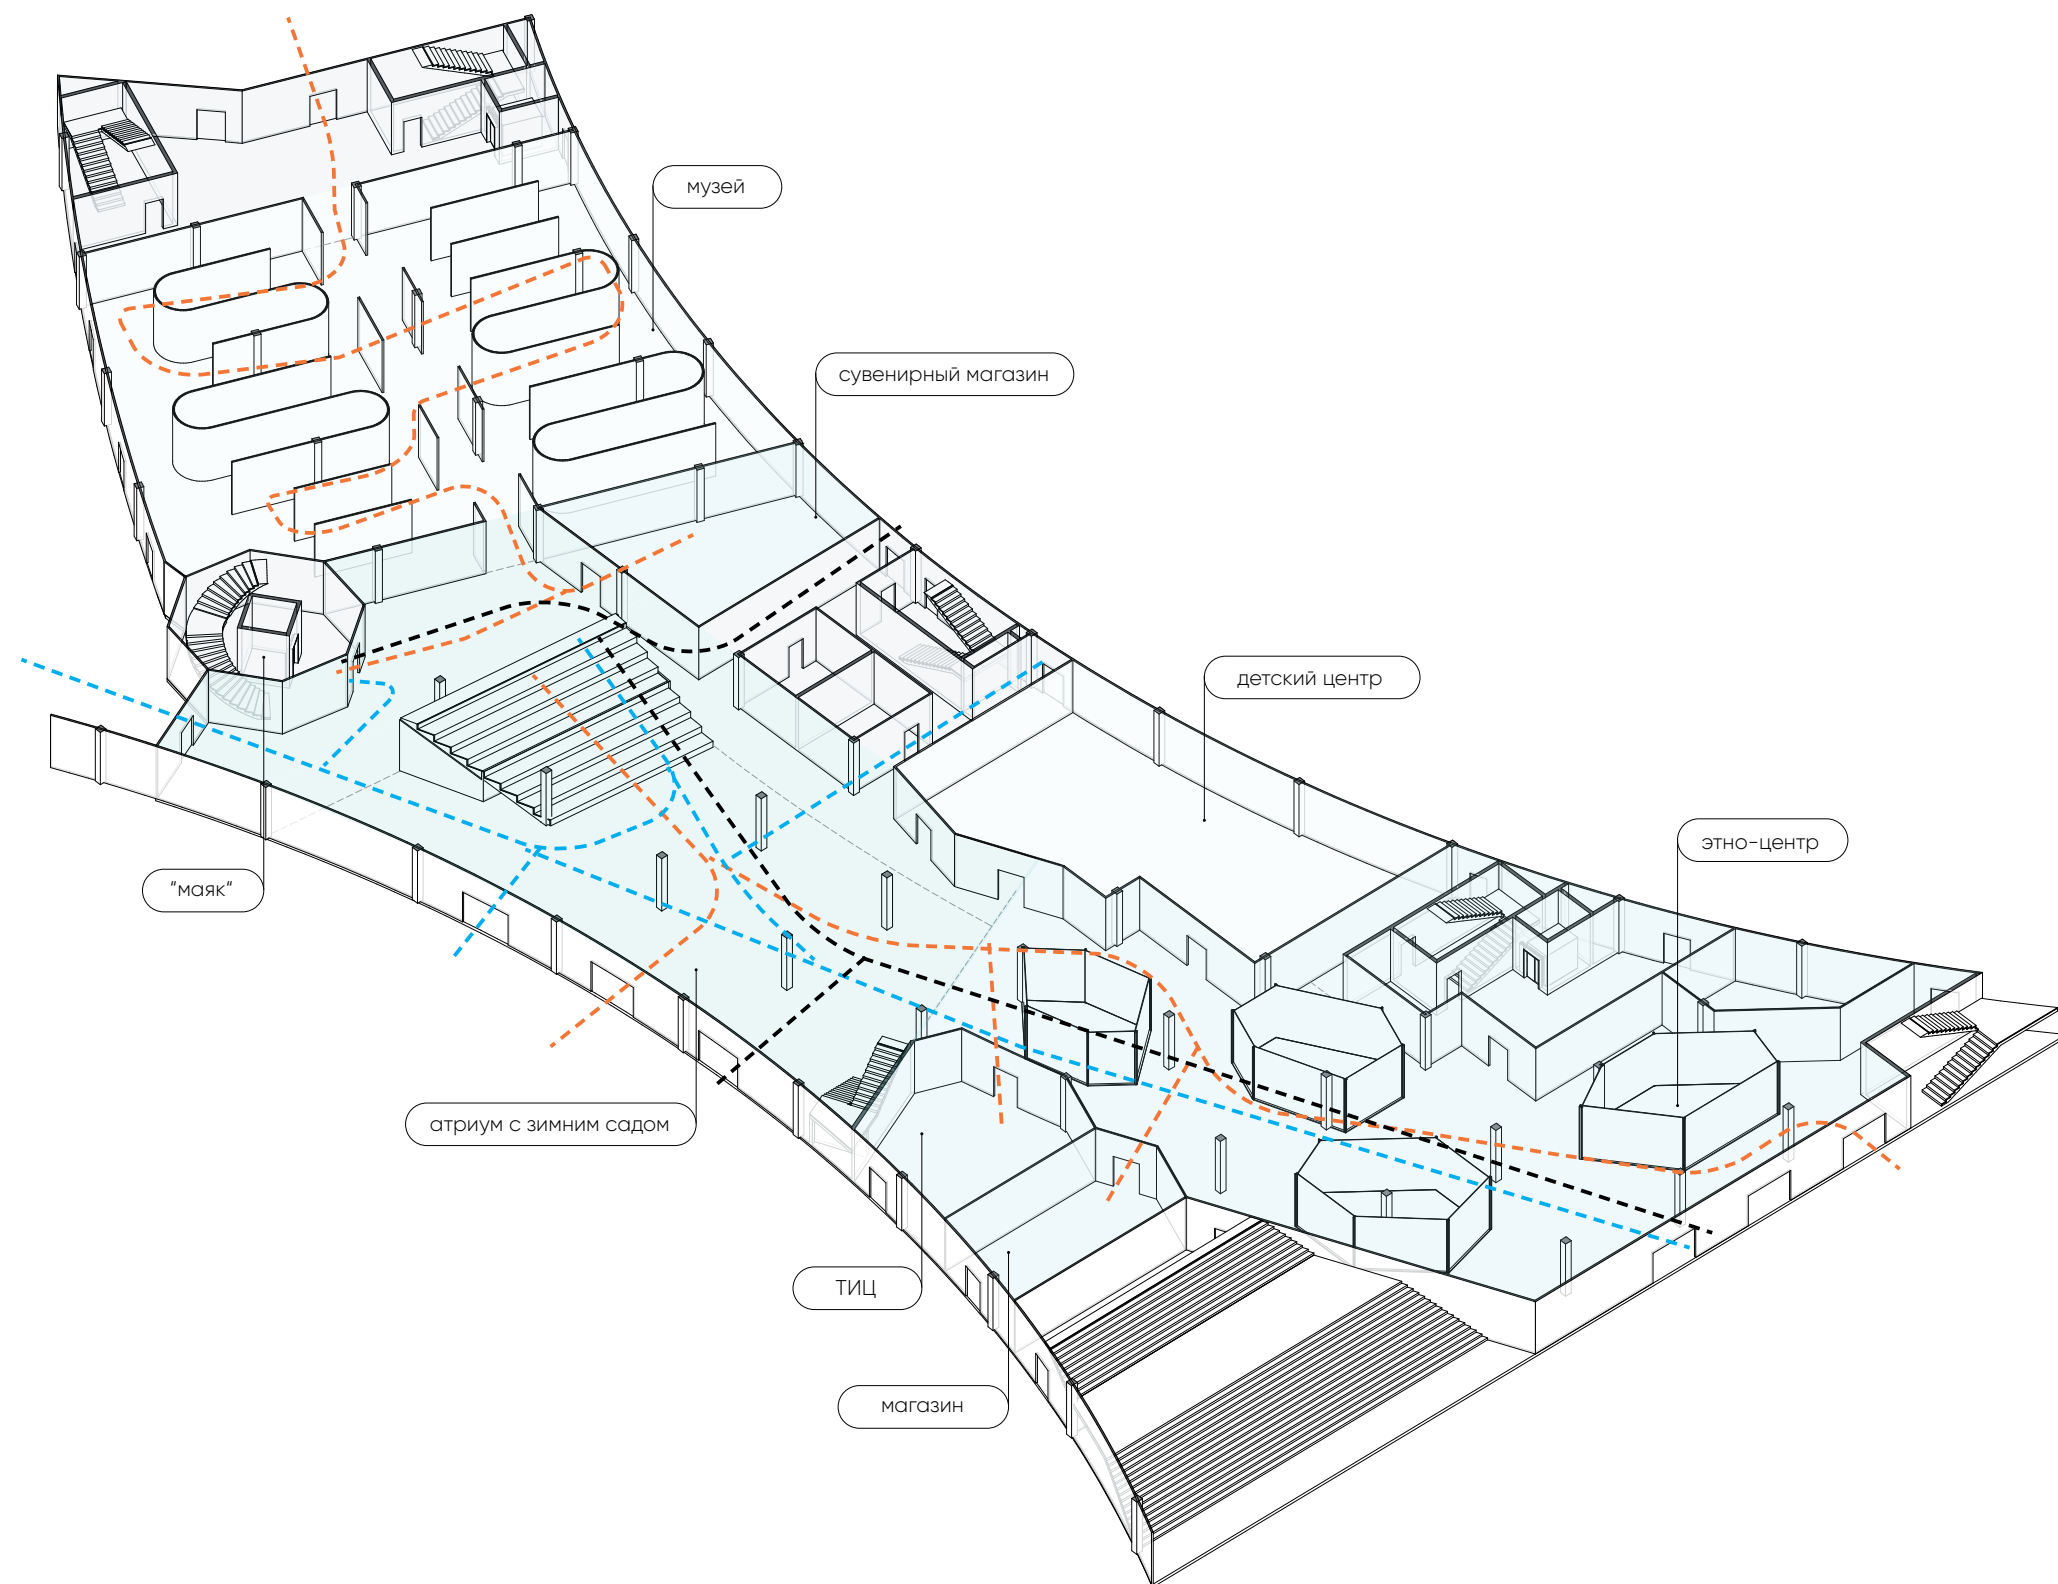 музей
сувенирный магазин
детский центр
этно-центр
“маяк“
атриум с зимним садом
ТИЦ
магазин